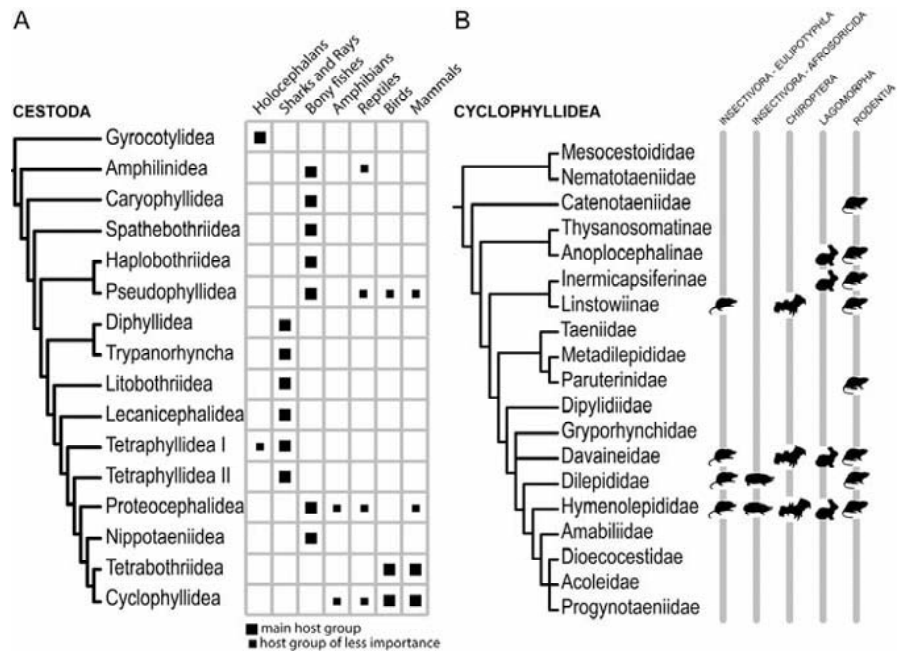 A
Holocephalans
Sharks and Rays
Bony fishes
Amphibians
Reptiles
Birds
Mammals
CESTODA
Gyrocotylidea
Amphilinidea
Caryophyllidea
Spathebothriidea
Haplobothriidea
Pseudophyllidea
Diphyllidea
Trypanorhyncha
Litobothriidea
Lecanicephalidea
Tetraphyllidea I
Tetraphyllidea II
Proteocephalidea
Nippotaeniidea
Tetrabothriidea
Cyclophyllidea
main host group
host group of less importance
B
INSECTIVORA - EULIPOTYPHLA
INSECTIVORA - AFROSORICIDA
CHIROPTERA
LAGOMORPHA
RODENTIA
CYCLOPHYLLIDEA
Mesocestoididae
Nematotaeniidae
Catenotaeniidae
Thysanosomatinae
Anoplocephalinae
Inermicapsiferinae
Linstowiinae
Taeniidae
Metadilepididae
Paruterinidae
Dipylidiidae
Gryporhynchidae
Davaineidae
Dilepididae
Hymenolepididae
Amabiliidae
Dioecocestidae
Acoleidae
Progynotaeniidae